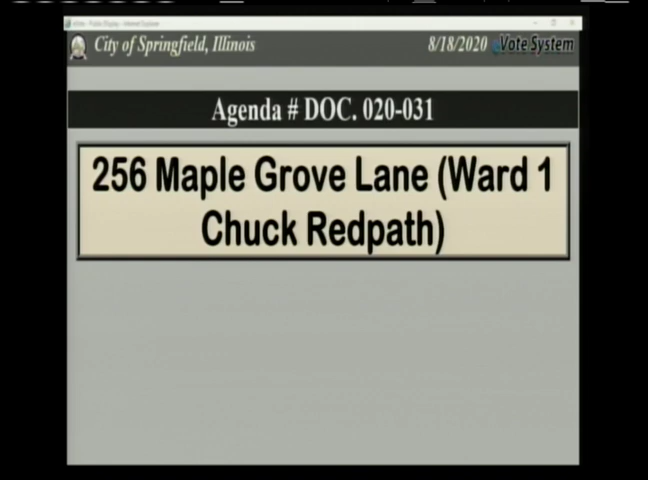 City of Springfield, Illinois
8/18/2020 eVote System
Agenda # DOC. 020-031
256 Maple Grove Lane (Ward 1
Chuck Redpath)